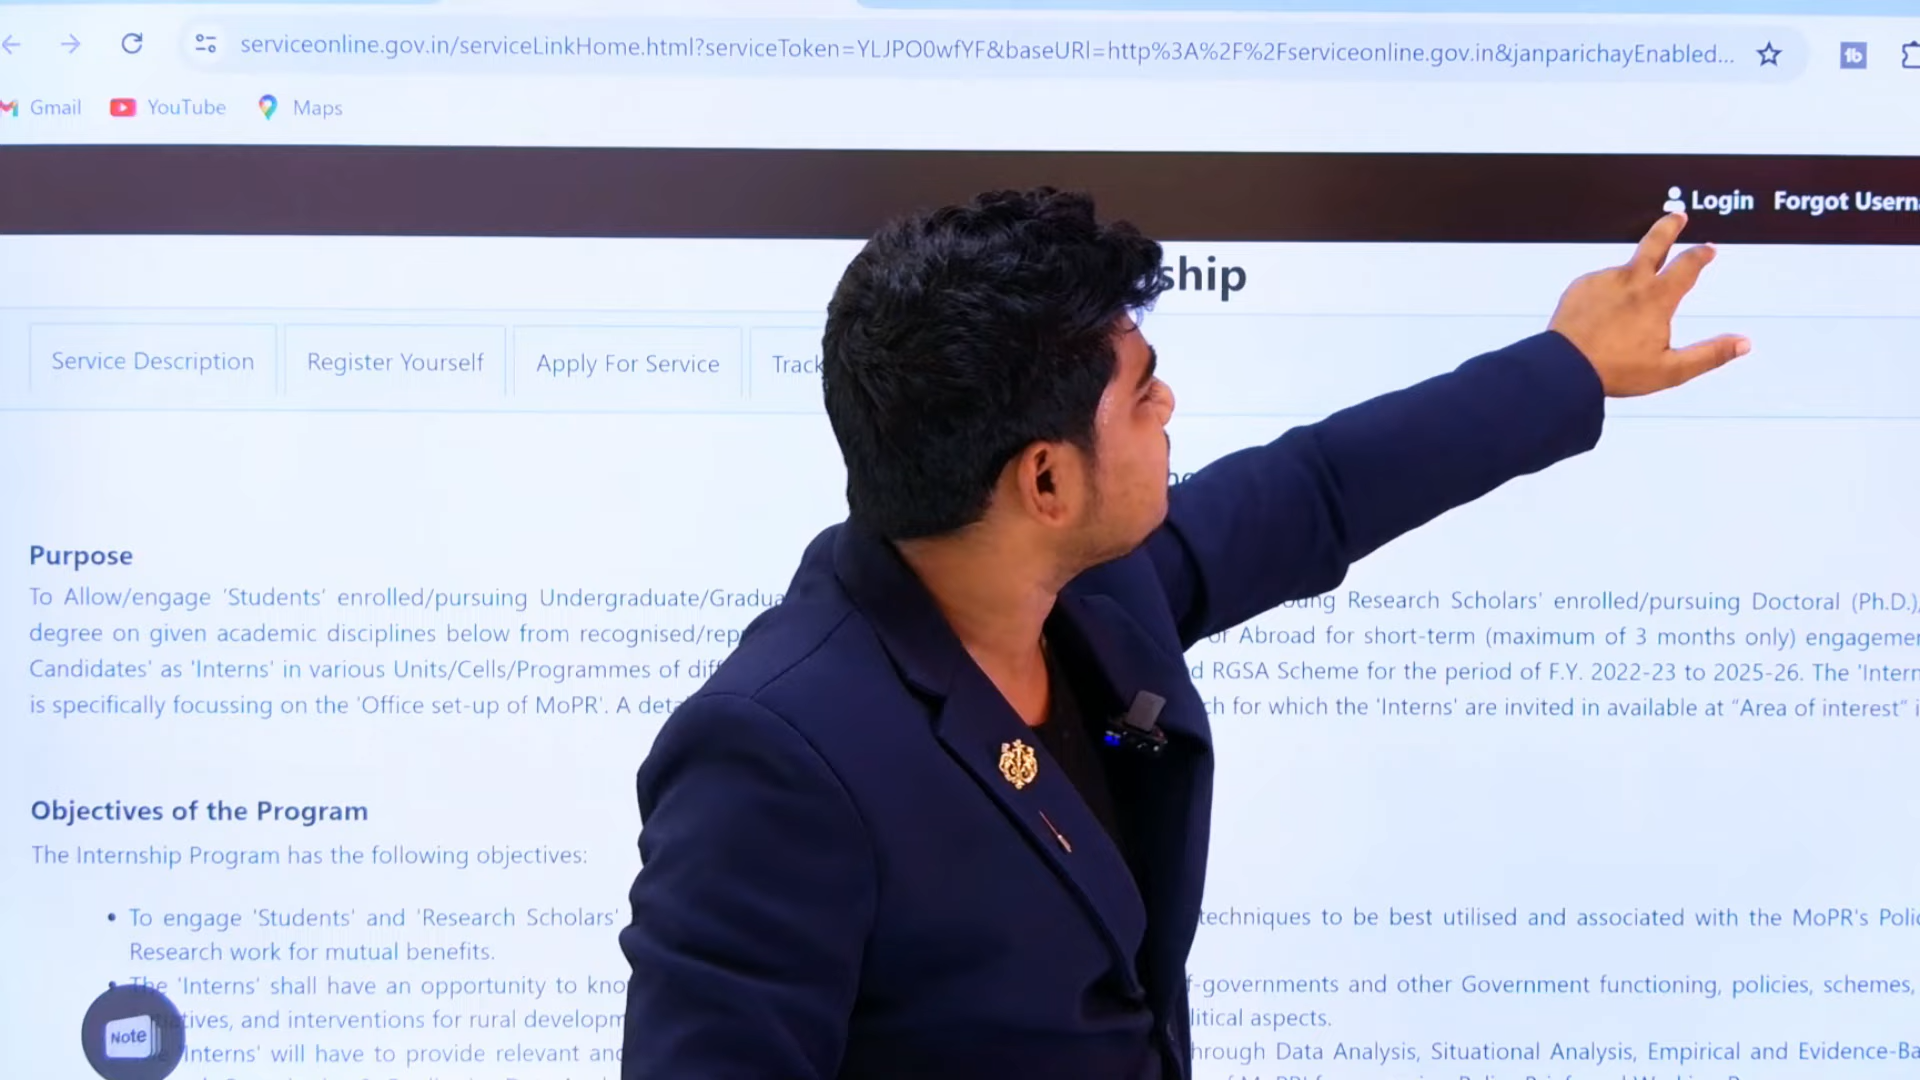 serviceonline.gov.in/serviceLinkHome.html?serviceToken=YLJPO0wfYF&baseURI=http%3A%2F%2Fserviceonline.gov.in&janparichayEnabled...
Gmail YouTube Maps
Login Forgot Usern
ship
Service Description Register Yourself Apply For Service Track
Purpose
To Allow/engage 'Students' enrolled/pursuing Undergraduate/Gradua Research Scholars' enrolled/pursuing Doctoral (Ph.D.),
degree on given academic disciplines below from recognised/rep or Abroad for short-term (maximum of 3 months only) engagemen
Candidates' as 'Interns' in various Units/Cells/Programmes of dif d RGSA Scheme for the period of F.Y. 2022-23 to 2025-26. The 'Intern
is specifically focussing on the 'Office set-up of MoPR'. A deta ch for which the 'Interns' are invited in available at "Area of interest" i
Objectives of the Program
The Internship Program has the following objectives:
• To engage 'Students' and 'Research Scholars' techniques to be best utilised and associated with the MoPR's Polic
Research work for mutual benefits.
• The 'Interns' shall have an opportunity to kno f-governments and other Government functioning, policies, schemes,
atives, and interventions for rural developm litical aspects.
Note
'Interns' will have to provide relevant and hrough Data Analysis, Situational Analysis, Empirical and Evidence-Ba